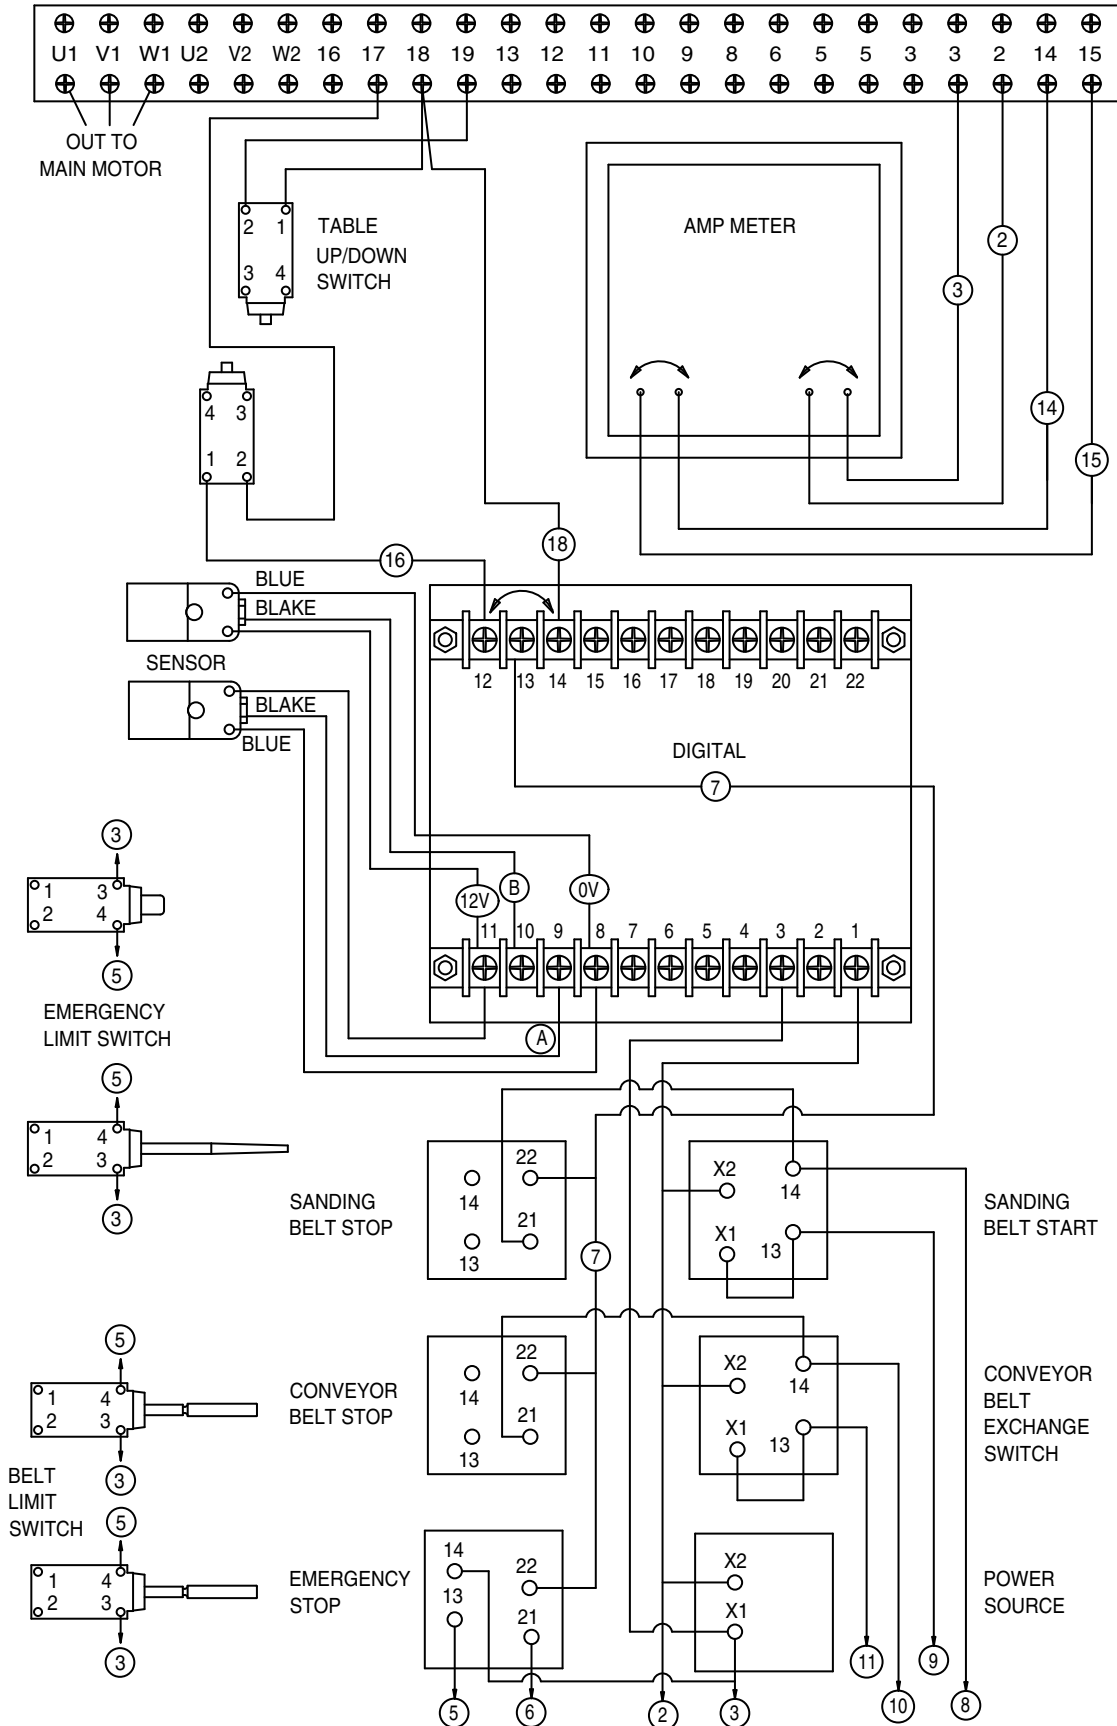 U1 V1 W1 U2 V2 W2 16 17 18 19 13 12 11 10 9 8 6 5 5 3 3 2 14 15
OUT TO
MAIN MOTOR
2 1
3 4
TABLE
UP/DOWN
SWITCH
AMP METER
2
3
14
15
4 3
1 2
16
18
BLUE
BLAKE
SENSOR
BLAKE
BLUE
12 13 14 15 16 17 18 19 20 21 22
DIGITAL
7
12V
B
0V
11 10 9 8 7 6 5 4 3 2 1
A
3
1 3
2 4
5
EMERGENCY
LIMIT SWITCH
5
1 4
2 3
3
SANDING
BELT STOP
22
14
21
13
7
X2
14
X1
13
SANDING
BELT START
5
1 4
2 3
3
CONVEYOR
BELT STOP
22
14
21
13
X2
14
X1
13
CONVEYOR
BELT
EXCHANGE
SWITCH
BELT
LIMIT
SWITCH
5
1 4
2 3
3
EMERGENCY
STOP
14
22
13
21
X2
X1
POWER
SOURCE
5
6
2
3
11
10
9
8